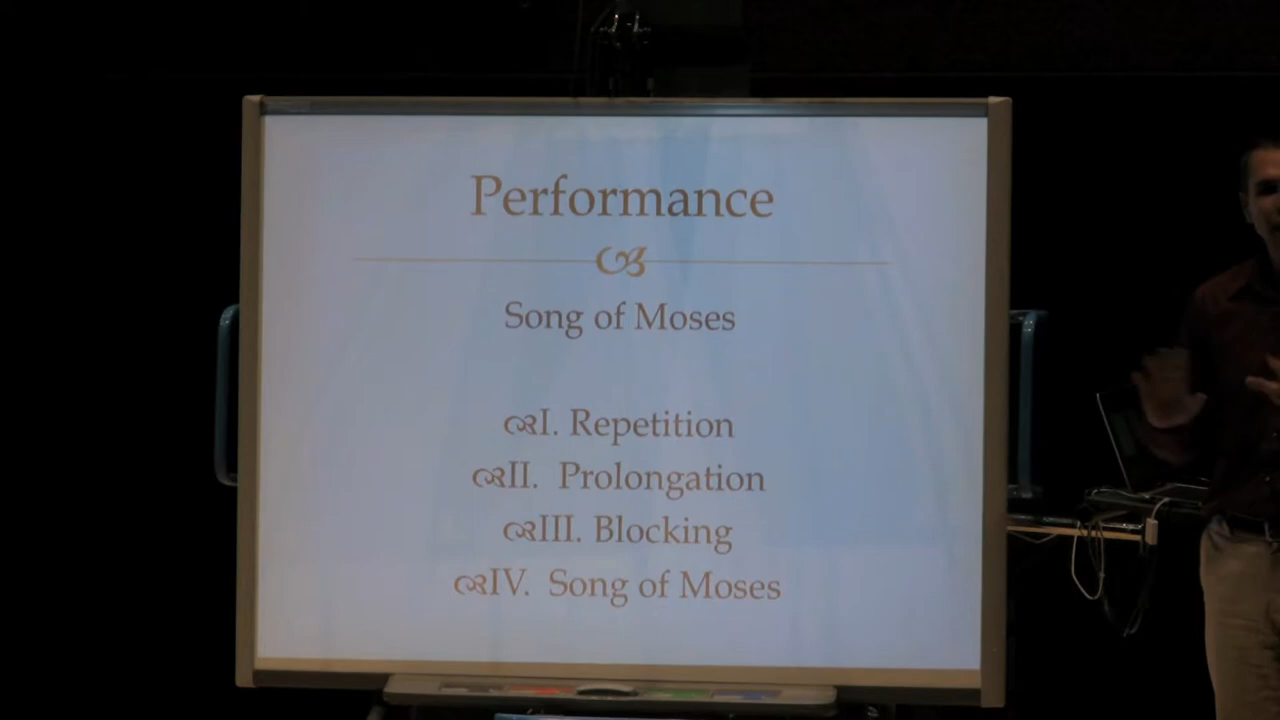 Performance
Song of Moses
I. Repetition
II. Prolongation
III. Blocking
IV. Song of Moses